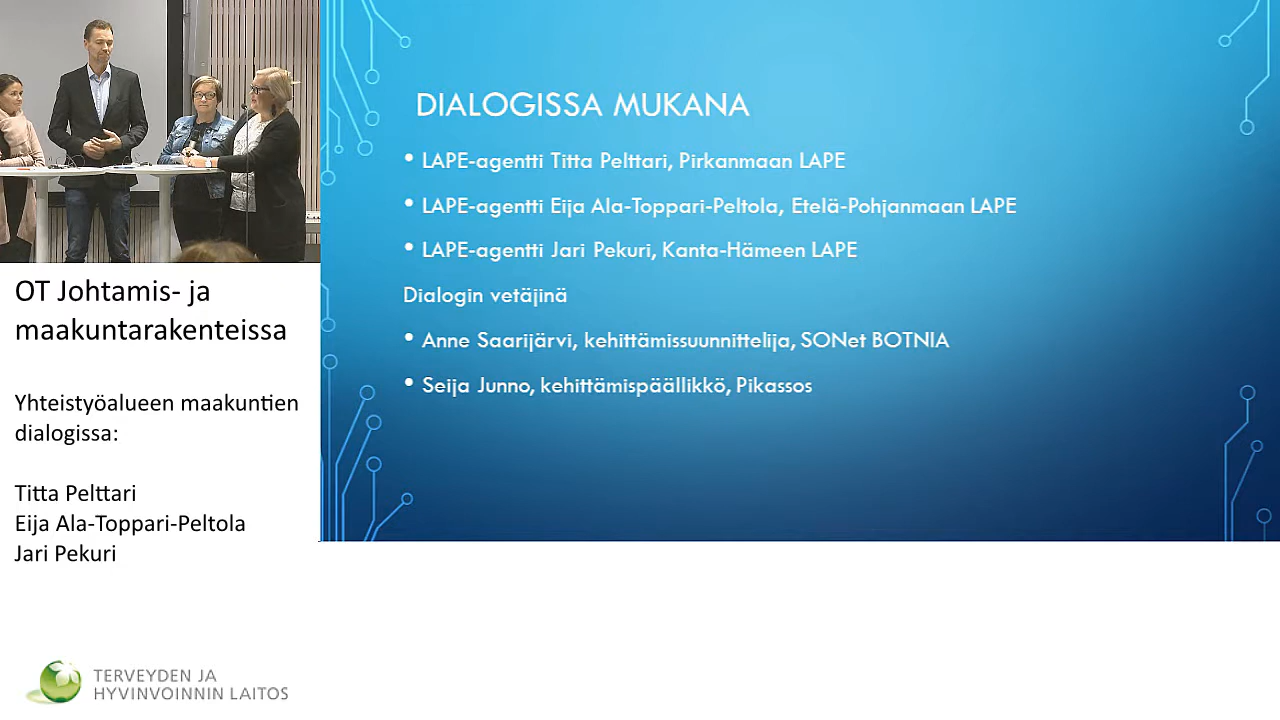 DIALOGISSA MUKANA
• LAPE-agentti Titta Pelttari, Pirkanmaan LAPE
• LAPE-agentti Eija Ala-Toppari-Peltola, Etelä-Pohjanmaan LAPE
• LAPE-agentti Jari Pekuri, Kanta-Hämeen LAPE
Dialogin vetäjinä
• Anne Saarijärvi, kehittämissuunnittelija, SONet BOTNIA
• Seija Junno, kehittämispäällikkö, Pikassos
OT Johtamis- ja
maakuntarakenteissa
Yhteistyöalueen maakuntien
dialogissa:
Titta Pelttari
Eija Ala-Toppari-Peltola
Jari Pekuri
TERVEYDEN JA
HYVINVOINNIN LAITOS